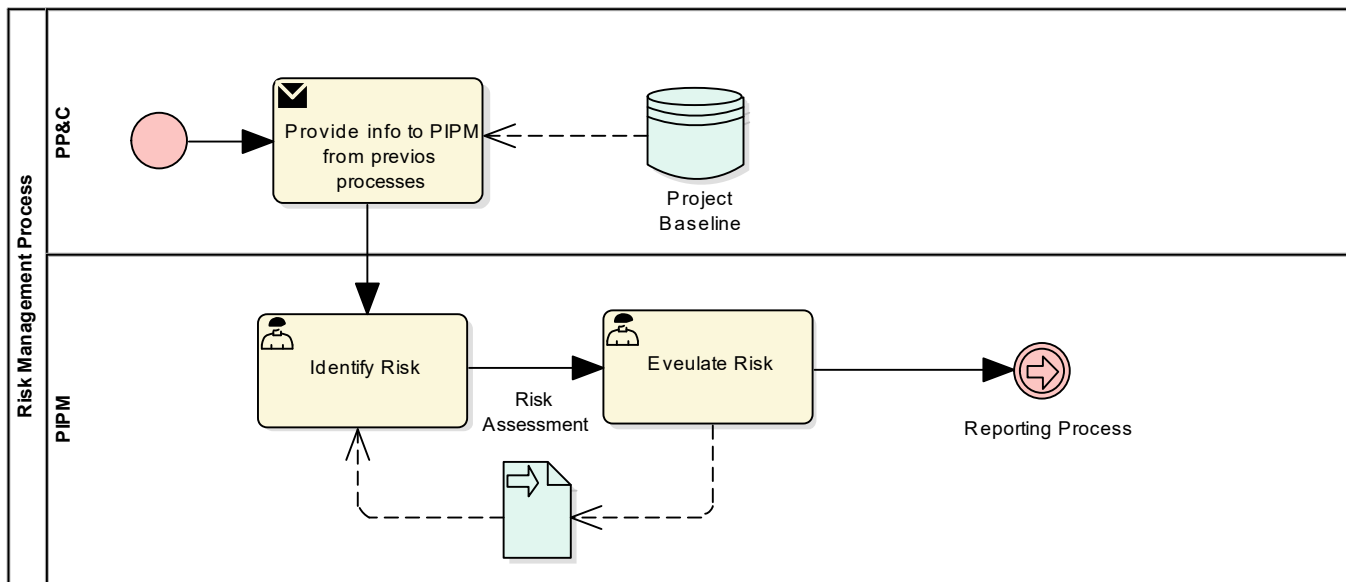 Risk Management Process
PP&C
Provide info to PIPM
from previos
processes
Project
Baseline
PIPM
Identify Risk
Risk
Assessment
Eveulate Risk
Reporting Process